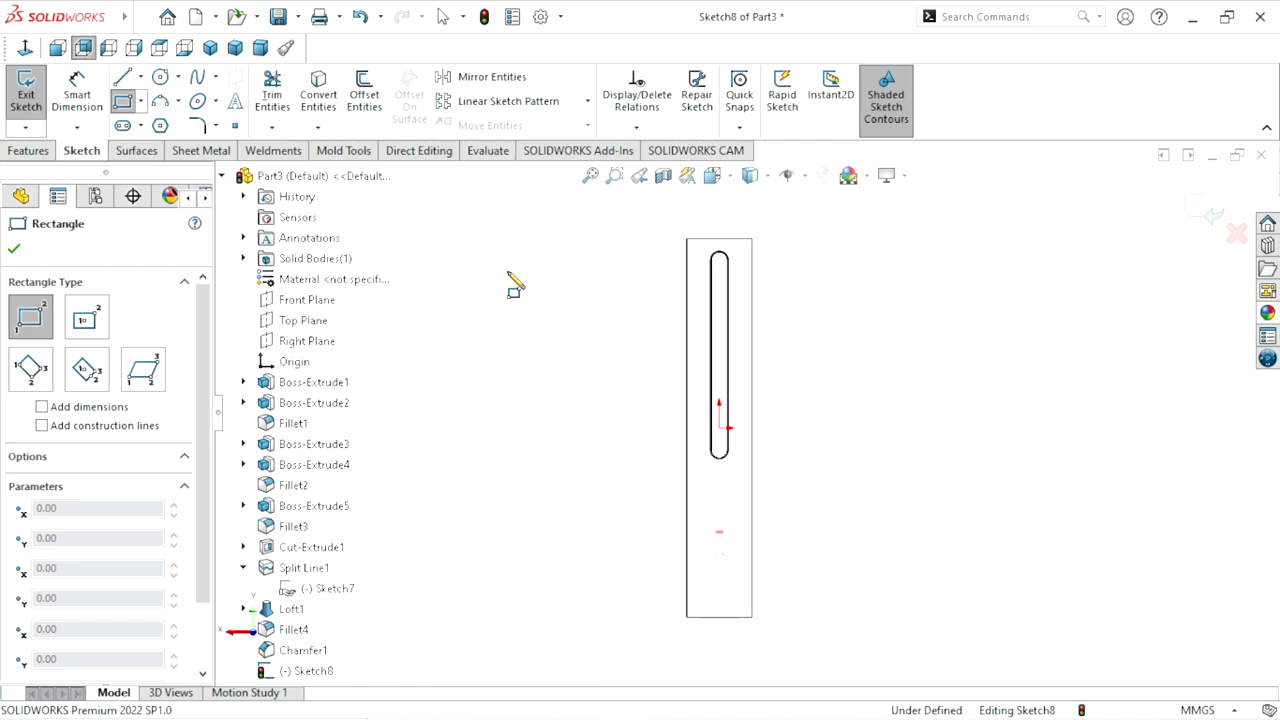 SOLIDWORKS
Sketch8 of Part3 *
Search Commands
Exit Sketch
Smart Dimension
Trim Entities
Convert Entities
Offset Entities
Offset On Surface
Mirror Entities
Linear Sketch Pattern
Move Entities
Display/Delete Relations
Repair Sketch
Quick Snaps
Rapid Sketch
Instant2D
Shaded Sketch Contours
Features
Sketch
Surfaces
Sheet Metal
Weldments
Mold Tools
Direct Editing
Evaluate
SOLIDWORKS Add-Ins
SOLIDWORKS CAM
Rectangle
Rectangle Type
Add dimensions
Add construction lines
Options
Parameters
0.00
0.00
0.00
0.00
0.00
0.00
Part3 (Default) <<Default...
History
Sensors
Annotations
Solid Bodies(1)
Material <not specifi...
Front Plane
Top Plane
Right Plane
Origin
Boss-Extrude1
Boss-Extrude2
Fillet1
Boss-Extrude3
Boss-Extrude4
Fillet2
Boss-Extrude5
Fillet3
Cut-Extrude1
Split Line1
(-) Sketch7
Loft1
Fillet4
Chamfer1
(-) Sketch8
Y
X
Model
3D Views
Motion Study 1
SOLIDWORKS Premium 2022 SP1.0
Under Defined
Editing Sketch8
MMGS